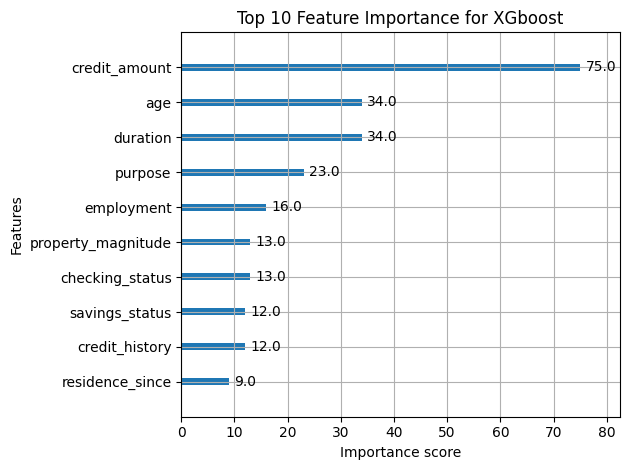 Top 10 Feature Importance for XGboost
credit_amount 75.0
age 34.0
duration 34.0
purpose 23.0
employment 16.0
property_magnitude 13.0
checking_status 13.0
savings_status 12.0
credit_history 12.0
residence_since 9.0
Features
0 10 20 30 40 50 60 70 80
Importance score